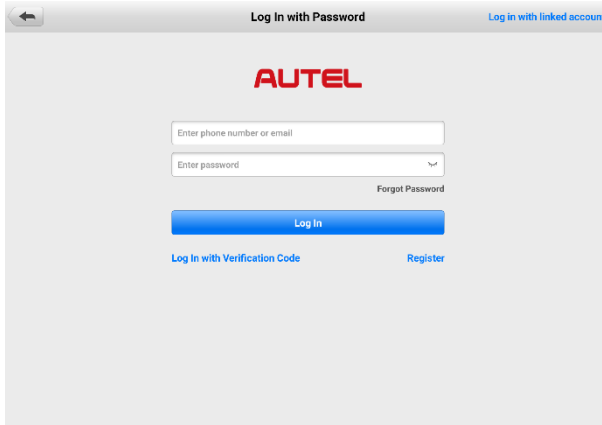 Log In with Password
Log in with linked accoun
AUTEL
Enter phone number or email
Enter password
Forgot Password
Log In
Log In with Verification Code
Register